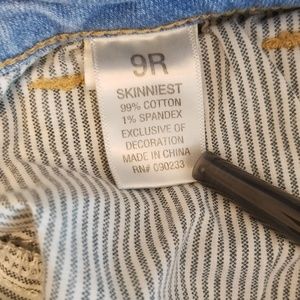 9R
SKINNIEST
99% COTTON
1% SPANDEX
EXCLUSIVE OF
DECORATION
MADE IN CHINA
RN# 090233